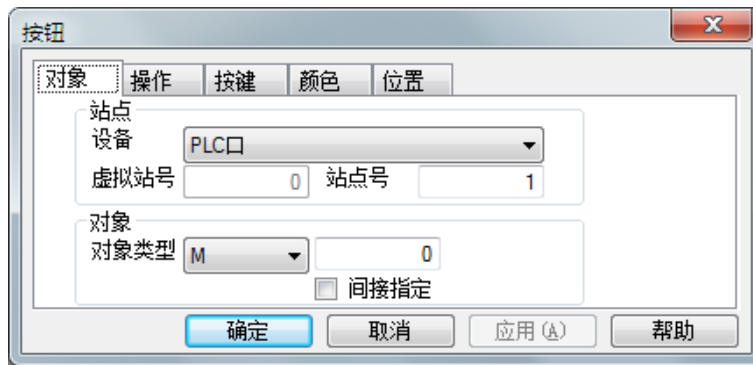 按钮
对象 操作 按键 颜色 位置
站点
设备 PLC口
虚拟站号 0 站点号 1
对象
对象类型 M 0
间接指定
确定 取消 应用(A) 帮助